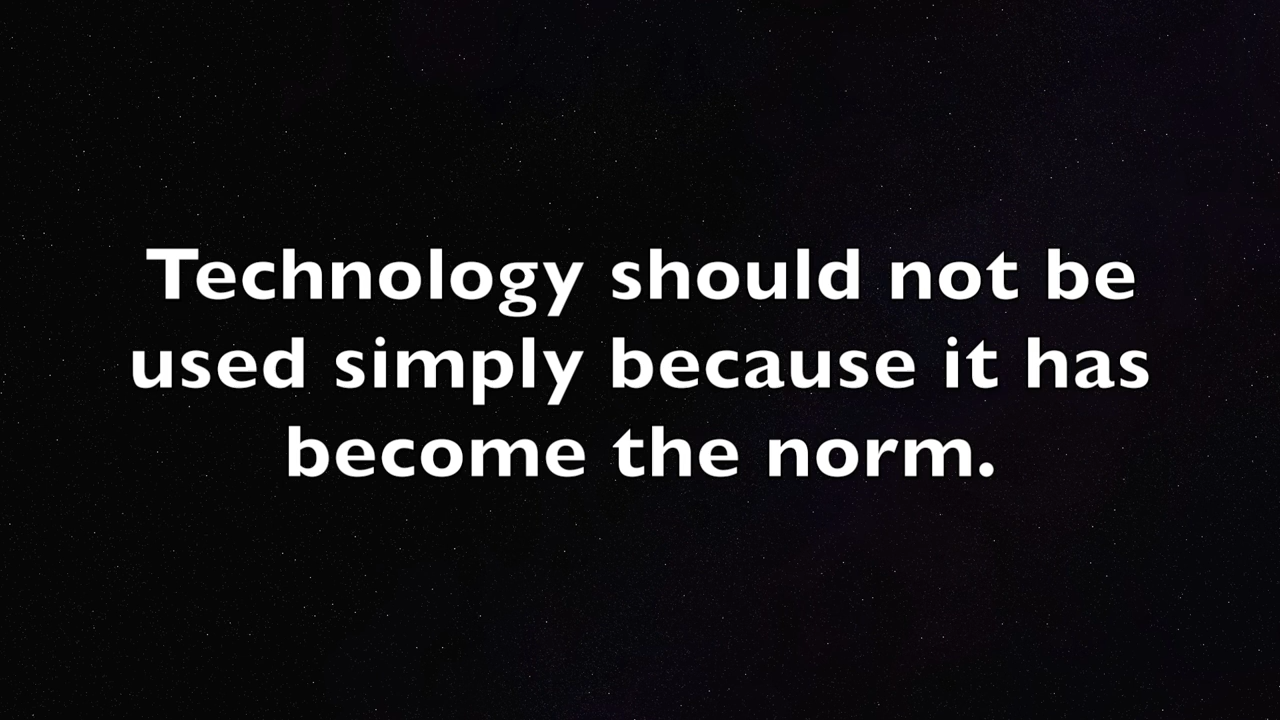 Technology should not be
used simply because it has
become the norm.